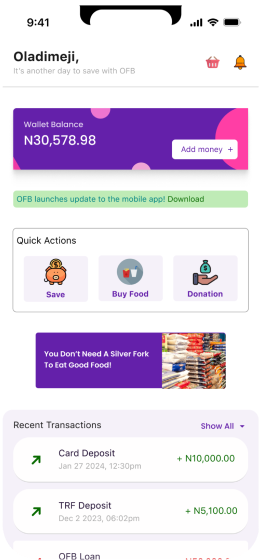 9:41
Oladimeji,
It's another day to save with OFB
Wallet Balance
N30,578.98
Add money +
OFB launches update to the mobile app! Download
Quick Actions
Save
Buy Food
Donation
You Don't Need A Silver Fork
To Eat Good Food!
Recent Transactions
Show All
Card Deposit
Jan 27 2024, 12:30pm
+ N10,000.00
TRF Deposit
Dec 2 2023, 06:02pm
+ N5,100.00
OFB Loan